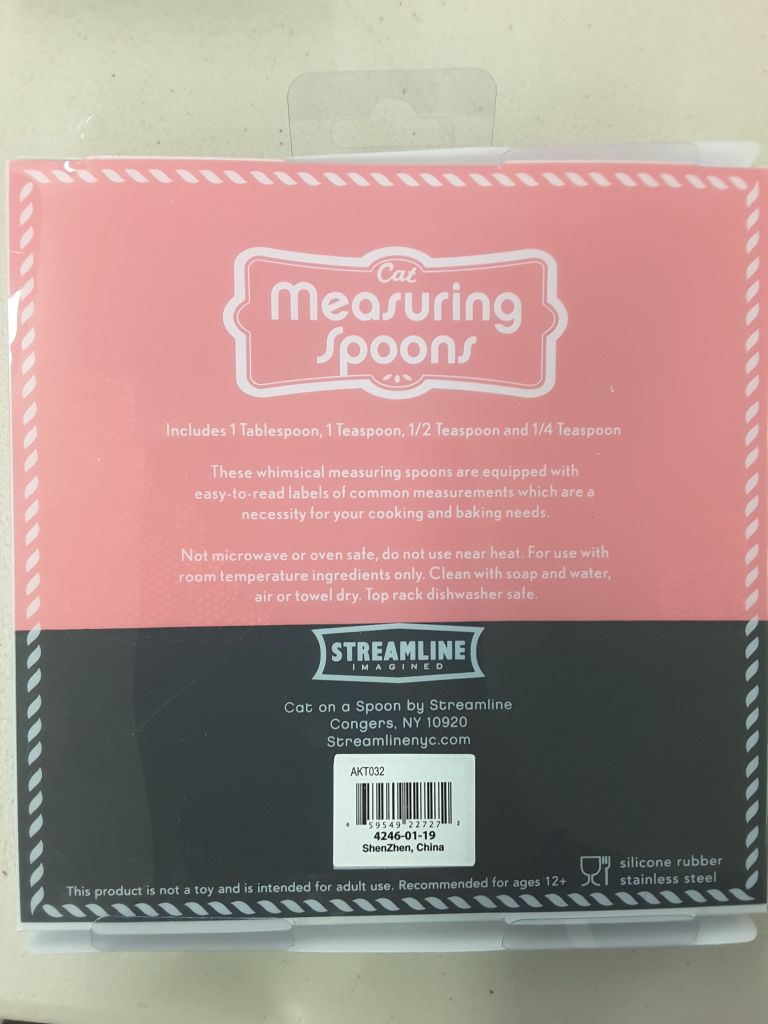 Cat
Measuring
Spoons
Includes 1 Tablespoon, 1 Teaspoon, 1/2 Teaspoon and 1/4 Teaspoon
These whimsical measuring spoons are equipped with
easy-to-read labels of common measurements which are a
necessity for your cooking and baking needs.
Not microwave or oven safe, do not use near heat. For use with
room temperature ingredients only. Clean with soap and water,
air or towel dry. Top rack dishwasher safe.
STREAMLINE
IMAGINED
Cat on a Spoon by Streamline
Congers, NY 10920
Streamlinenyc.com
AKT032
6 59549 22727 2
4246-01-19
ShenZhen, China
silicone rubber
stainless steel
This product is not a toy and is intended for adult use. Recommended for ages 12+